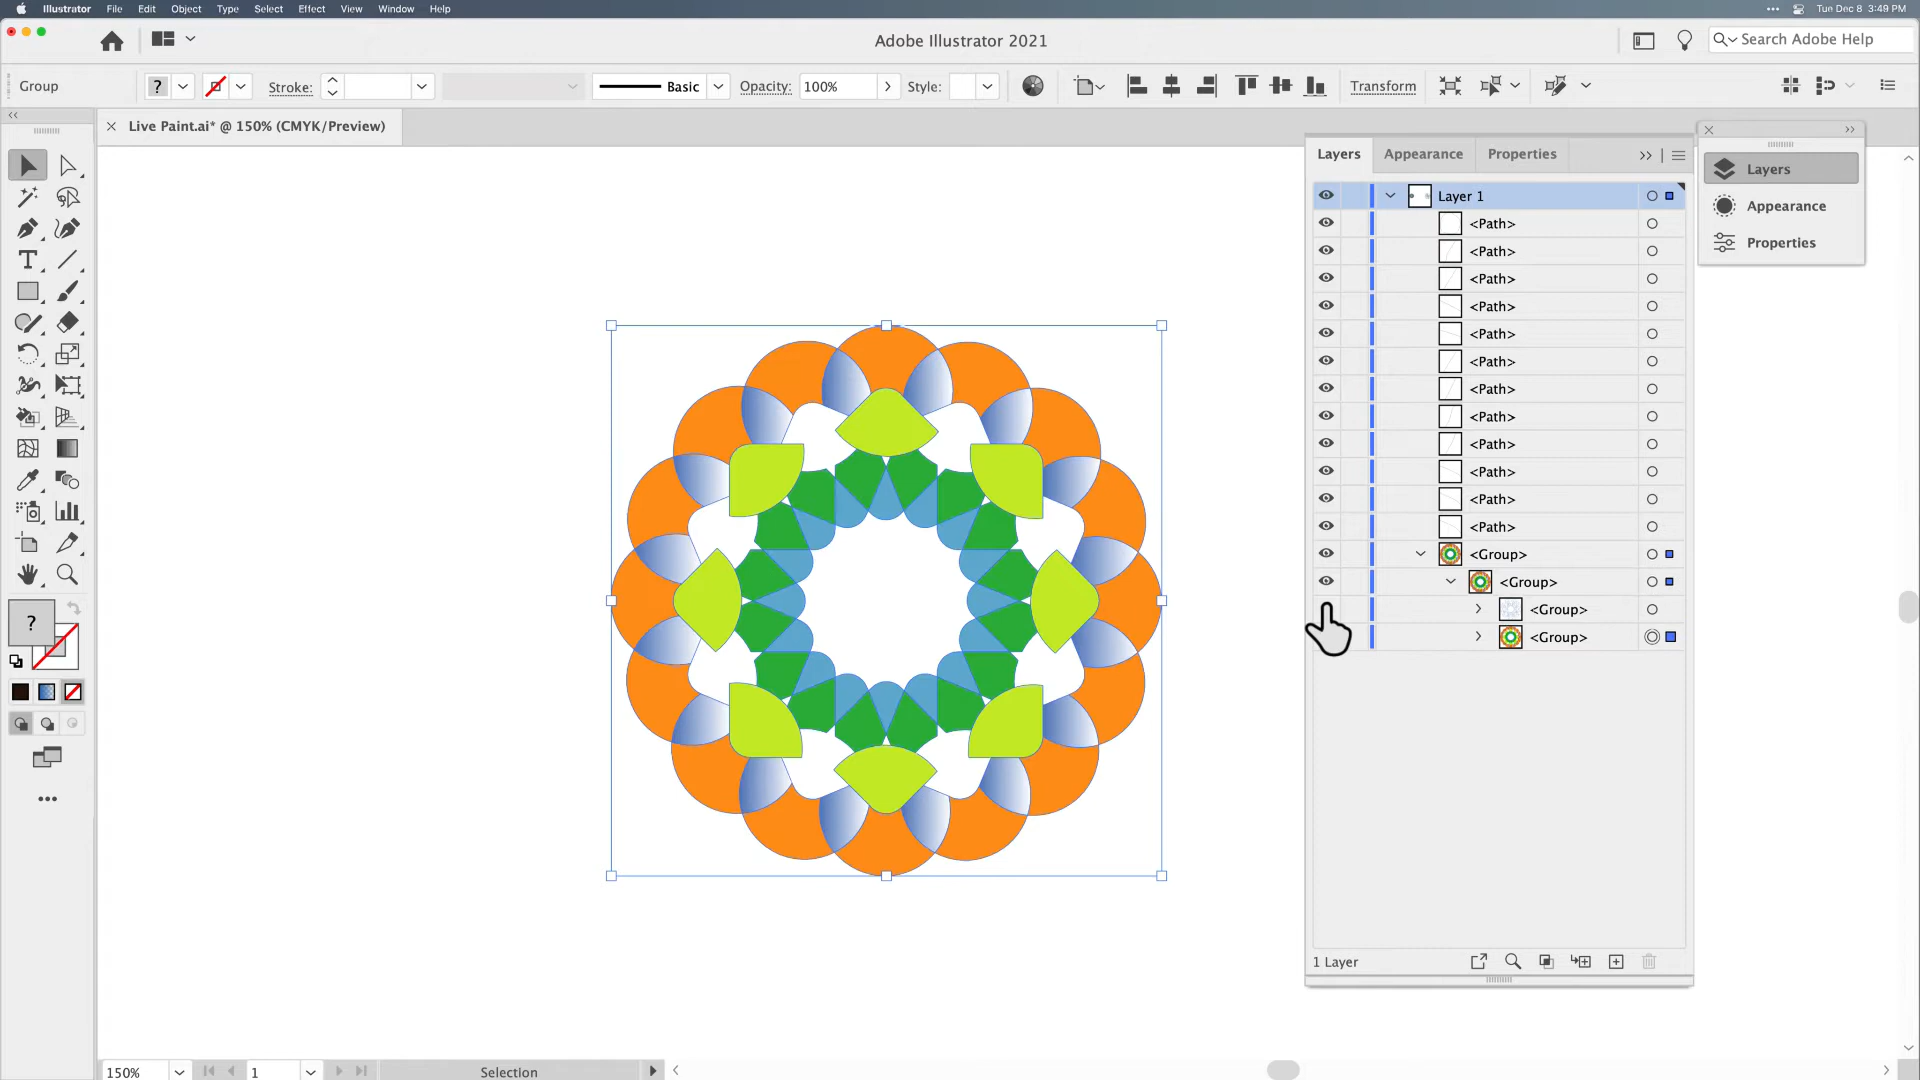 Illustrator File Edit Object Type Select Effect View Window Help
Tue Dec 8 3:49 PM
Adobe Illustrator 2021
Search Adobe Help
Group
?
Stroke:
Basic
Opacity:
100%
Style:
Transform
Live Paint.ai* @ 150% (CMYK/Preview)
Layers
Appearance
Properties
Layers
Appearance
Properties
Layer 1
<Path>
<Path>
<Path>
<Path>
<Path>
<Path>
<Path>
<Path>
<Path>
<Path>
<Path>
<Path>
<Group>
<Group>
<Group>
<Group>
?
1 Layer
150%
1
Selection